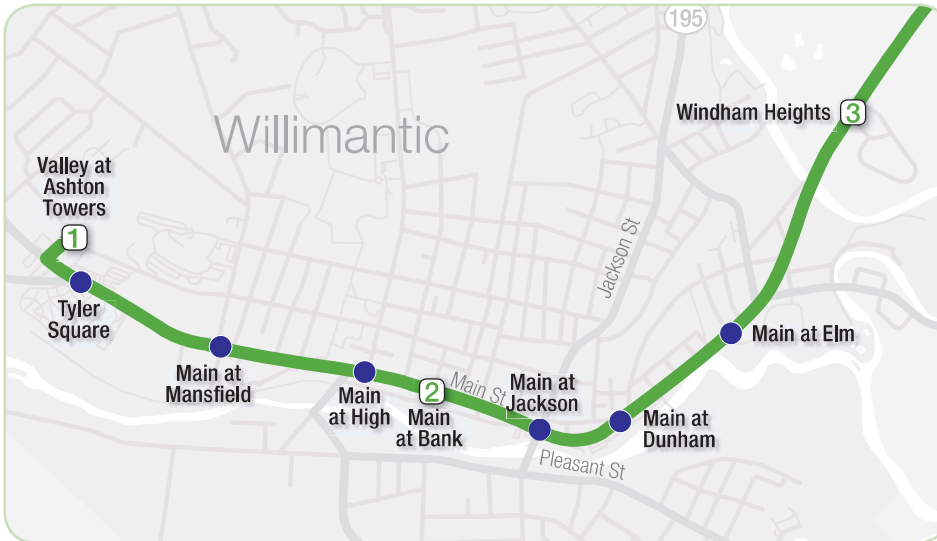 195
Windham Heights
3
Willimantic
Valley at
Ashton
Towers
1
Jackson St
Tyler
Square
Main at Elm
Main at
Mansfield
Main
at High
2
Main
at Bank
Main St
Main at
Jackson
Main at
Dunham
Pleasant St